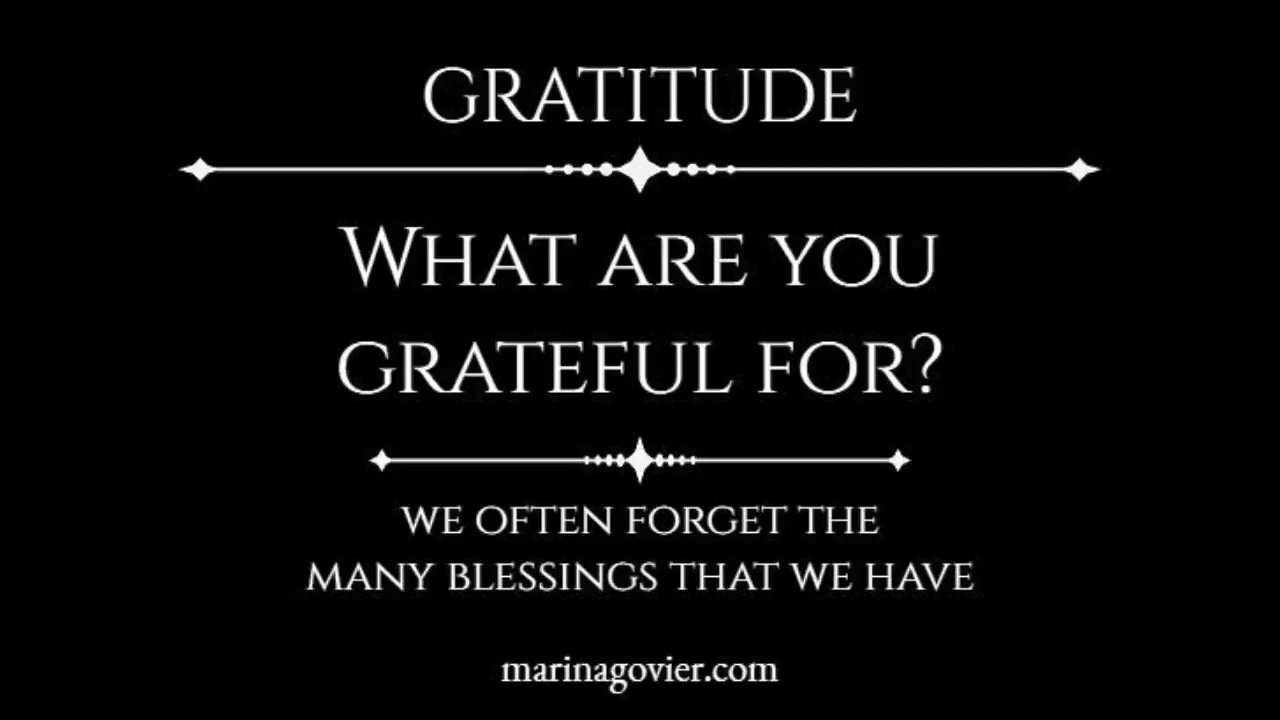 GRATITUDE
WHAT ARE YOU
GRATEFUL FOR?
WE OFTEN FORGET THE
MANY BLESSINGS THAT WE HAVE
marinagovier.com